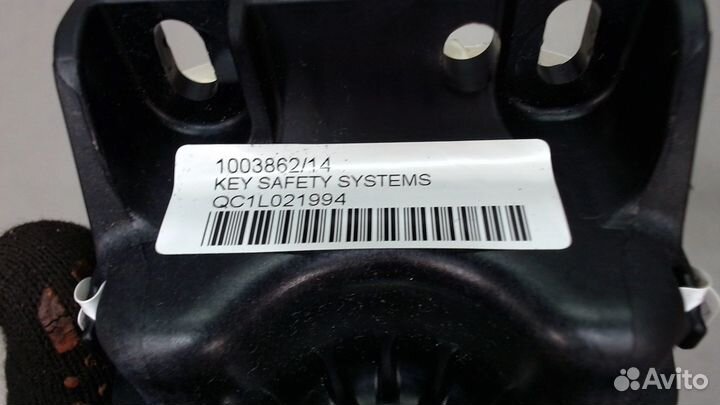 1003862/14
KEY SAFETY SYSTEMS
QC1L021994
Avito